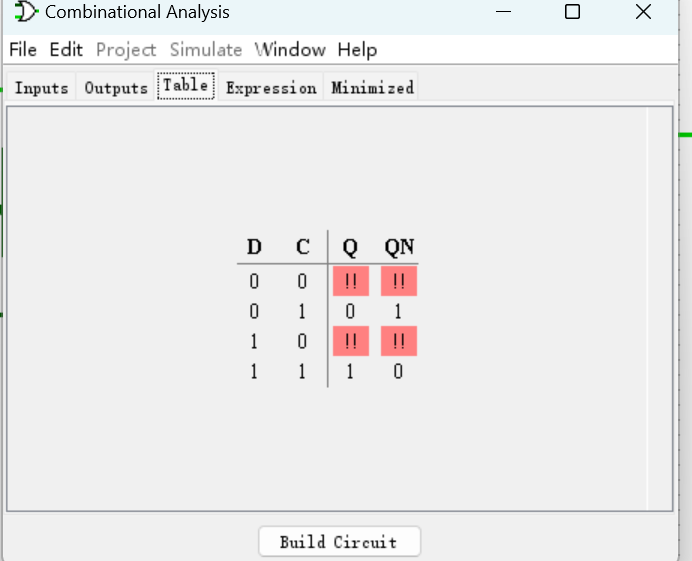 Combinational Analysis
File Edit Project Simulate Window Help
Inputs Outputs Table Expression Minimized
D C Q QN
0 0 !! !!
0 1 0 1
1 0 !! !!
1 1 1 0
Build Circuit